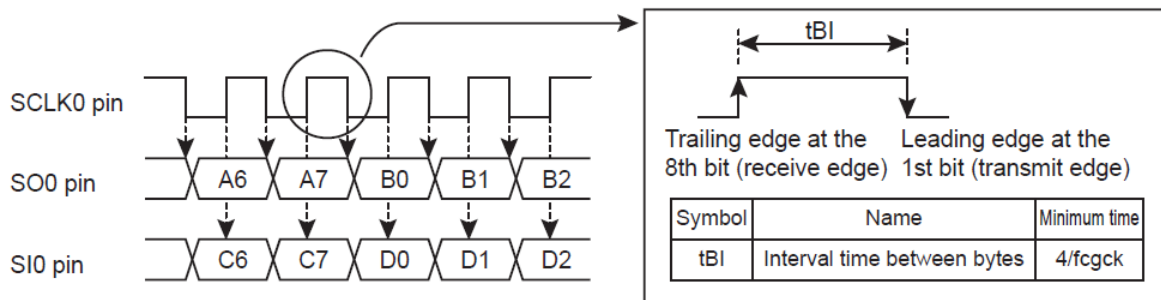 tBI
SCLK0 pin
Trailing edge at the
8th bit (receive edge)
Leading edge at the
1st bit (transmit edge)
SO0 pin
A6 A7 B0 B1 B2
Symbol Name Minimum time
tBI Interval time between bytes 4/fcgck
SI0 pin
C6 C7 D0 D1 D2